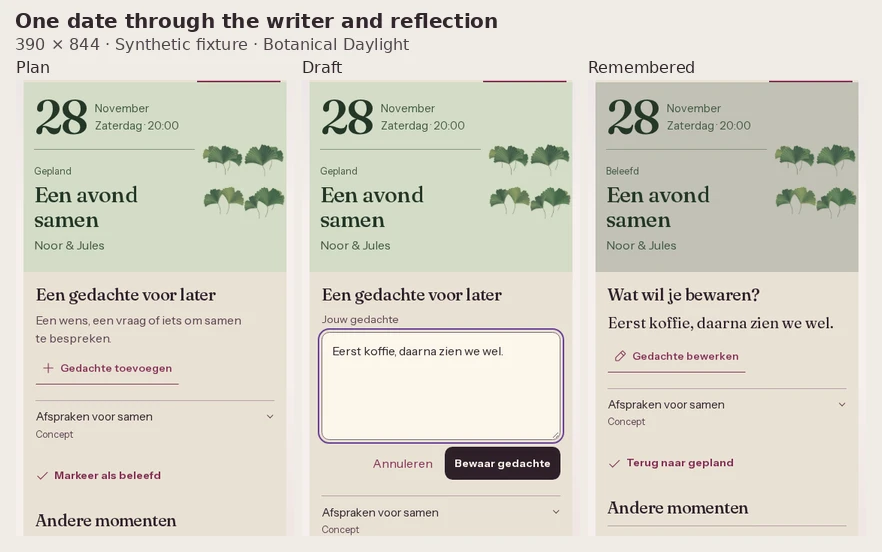 One date through the writer and reflection
390 × 844 · Synthetic fixture · Botanical Daylight
Plan
28
November
Zaterdag · 20:00
Gepland
Een avond
samen
Noor & Jules
Een gedachte voor later
Een wens, een vraag of iets om samen
te bespreken.
Gedachte toevoegen
Afspraken voor samen
Concept
Markeer als beleefd
Andere momenten
Draft
28
November
Zaterdag · 20:00
Gepland
Een avond
samen
Noor & Jules
Een gedachte voor later
Jouw gedachte
Eerst koffie, daarna zien we wel.
Annuleren
Bewaar gedachte
Afspraken voor samen
Concept
Remembered
28
November
Zaterdag · 20:00
Beleefd
Een avond
samen
Noor & Jules
Wat wil je bewaren?
Eerst koffie, daarna zien we wel.
Gedachte bewerken
Afspraken voor samen
Concept
Terug naar gepland
Andere momenten